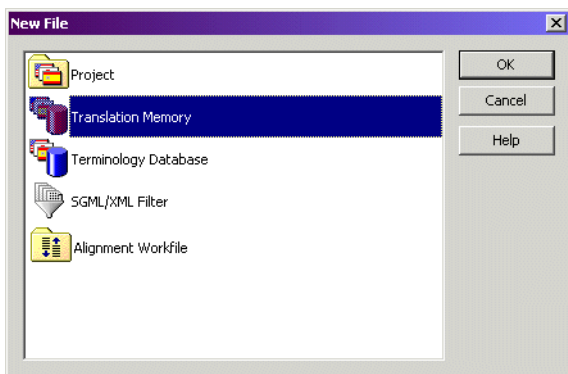 New File
Project
Translation Memory
Terminology Database
SGML/XML Filter
Alignment Workfile
OK
Cancel
Help